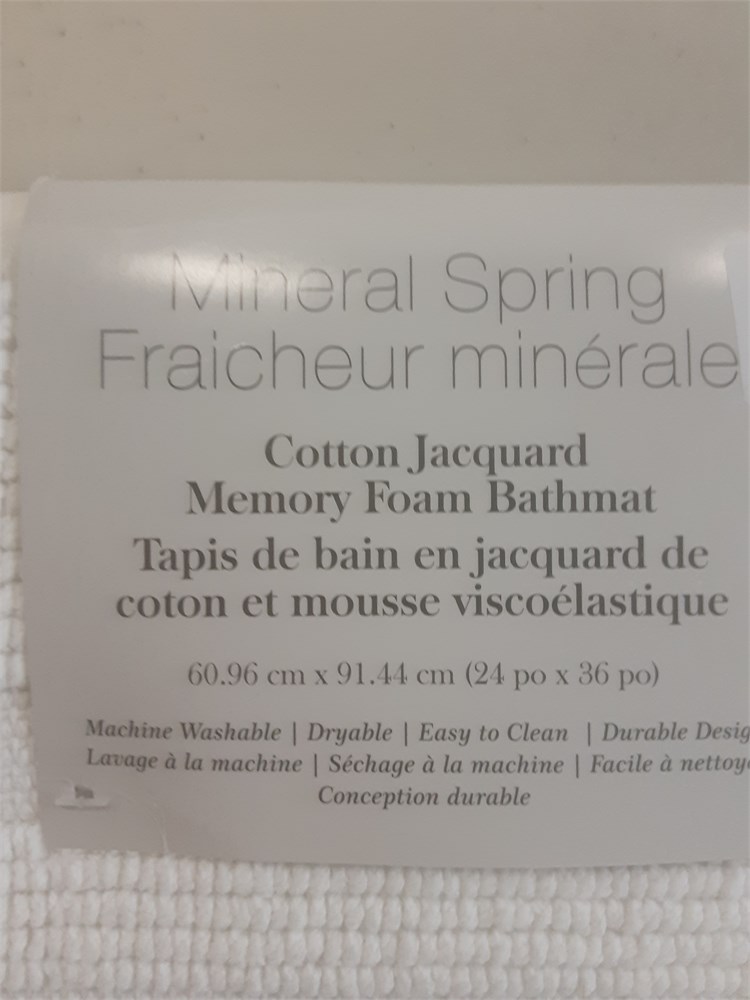 Mineral Spring
Fraicheur minérale
Cotton Jacquard
Memory Foam Bathmat
Tapis de bain en jacquard de
coton et mousse viscoélastique
60.96 cm x 91.44 cm (24 po x 36 po)
Machine Washable | Dryable | Easy to Clean | Durable
Lavage à la machine | Séchage à la machine | Facile à
Conception durable